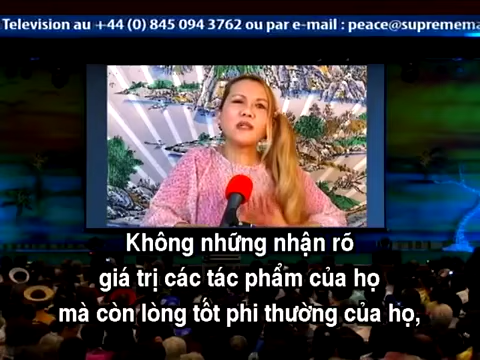 Television au +44 (0) 845 094 3762 ou par e-mail : peace@supremema
Không những nhận rõ
giá trị các tác phẩm của họ
mà còn lòng tốt phi thường của họ,